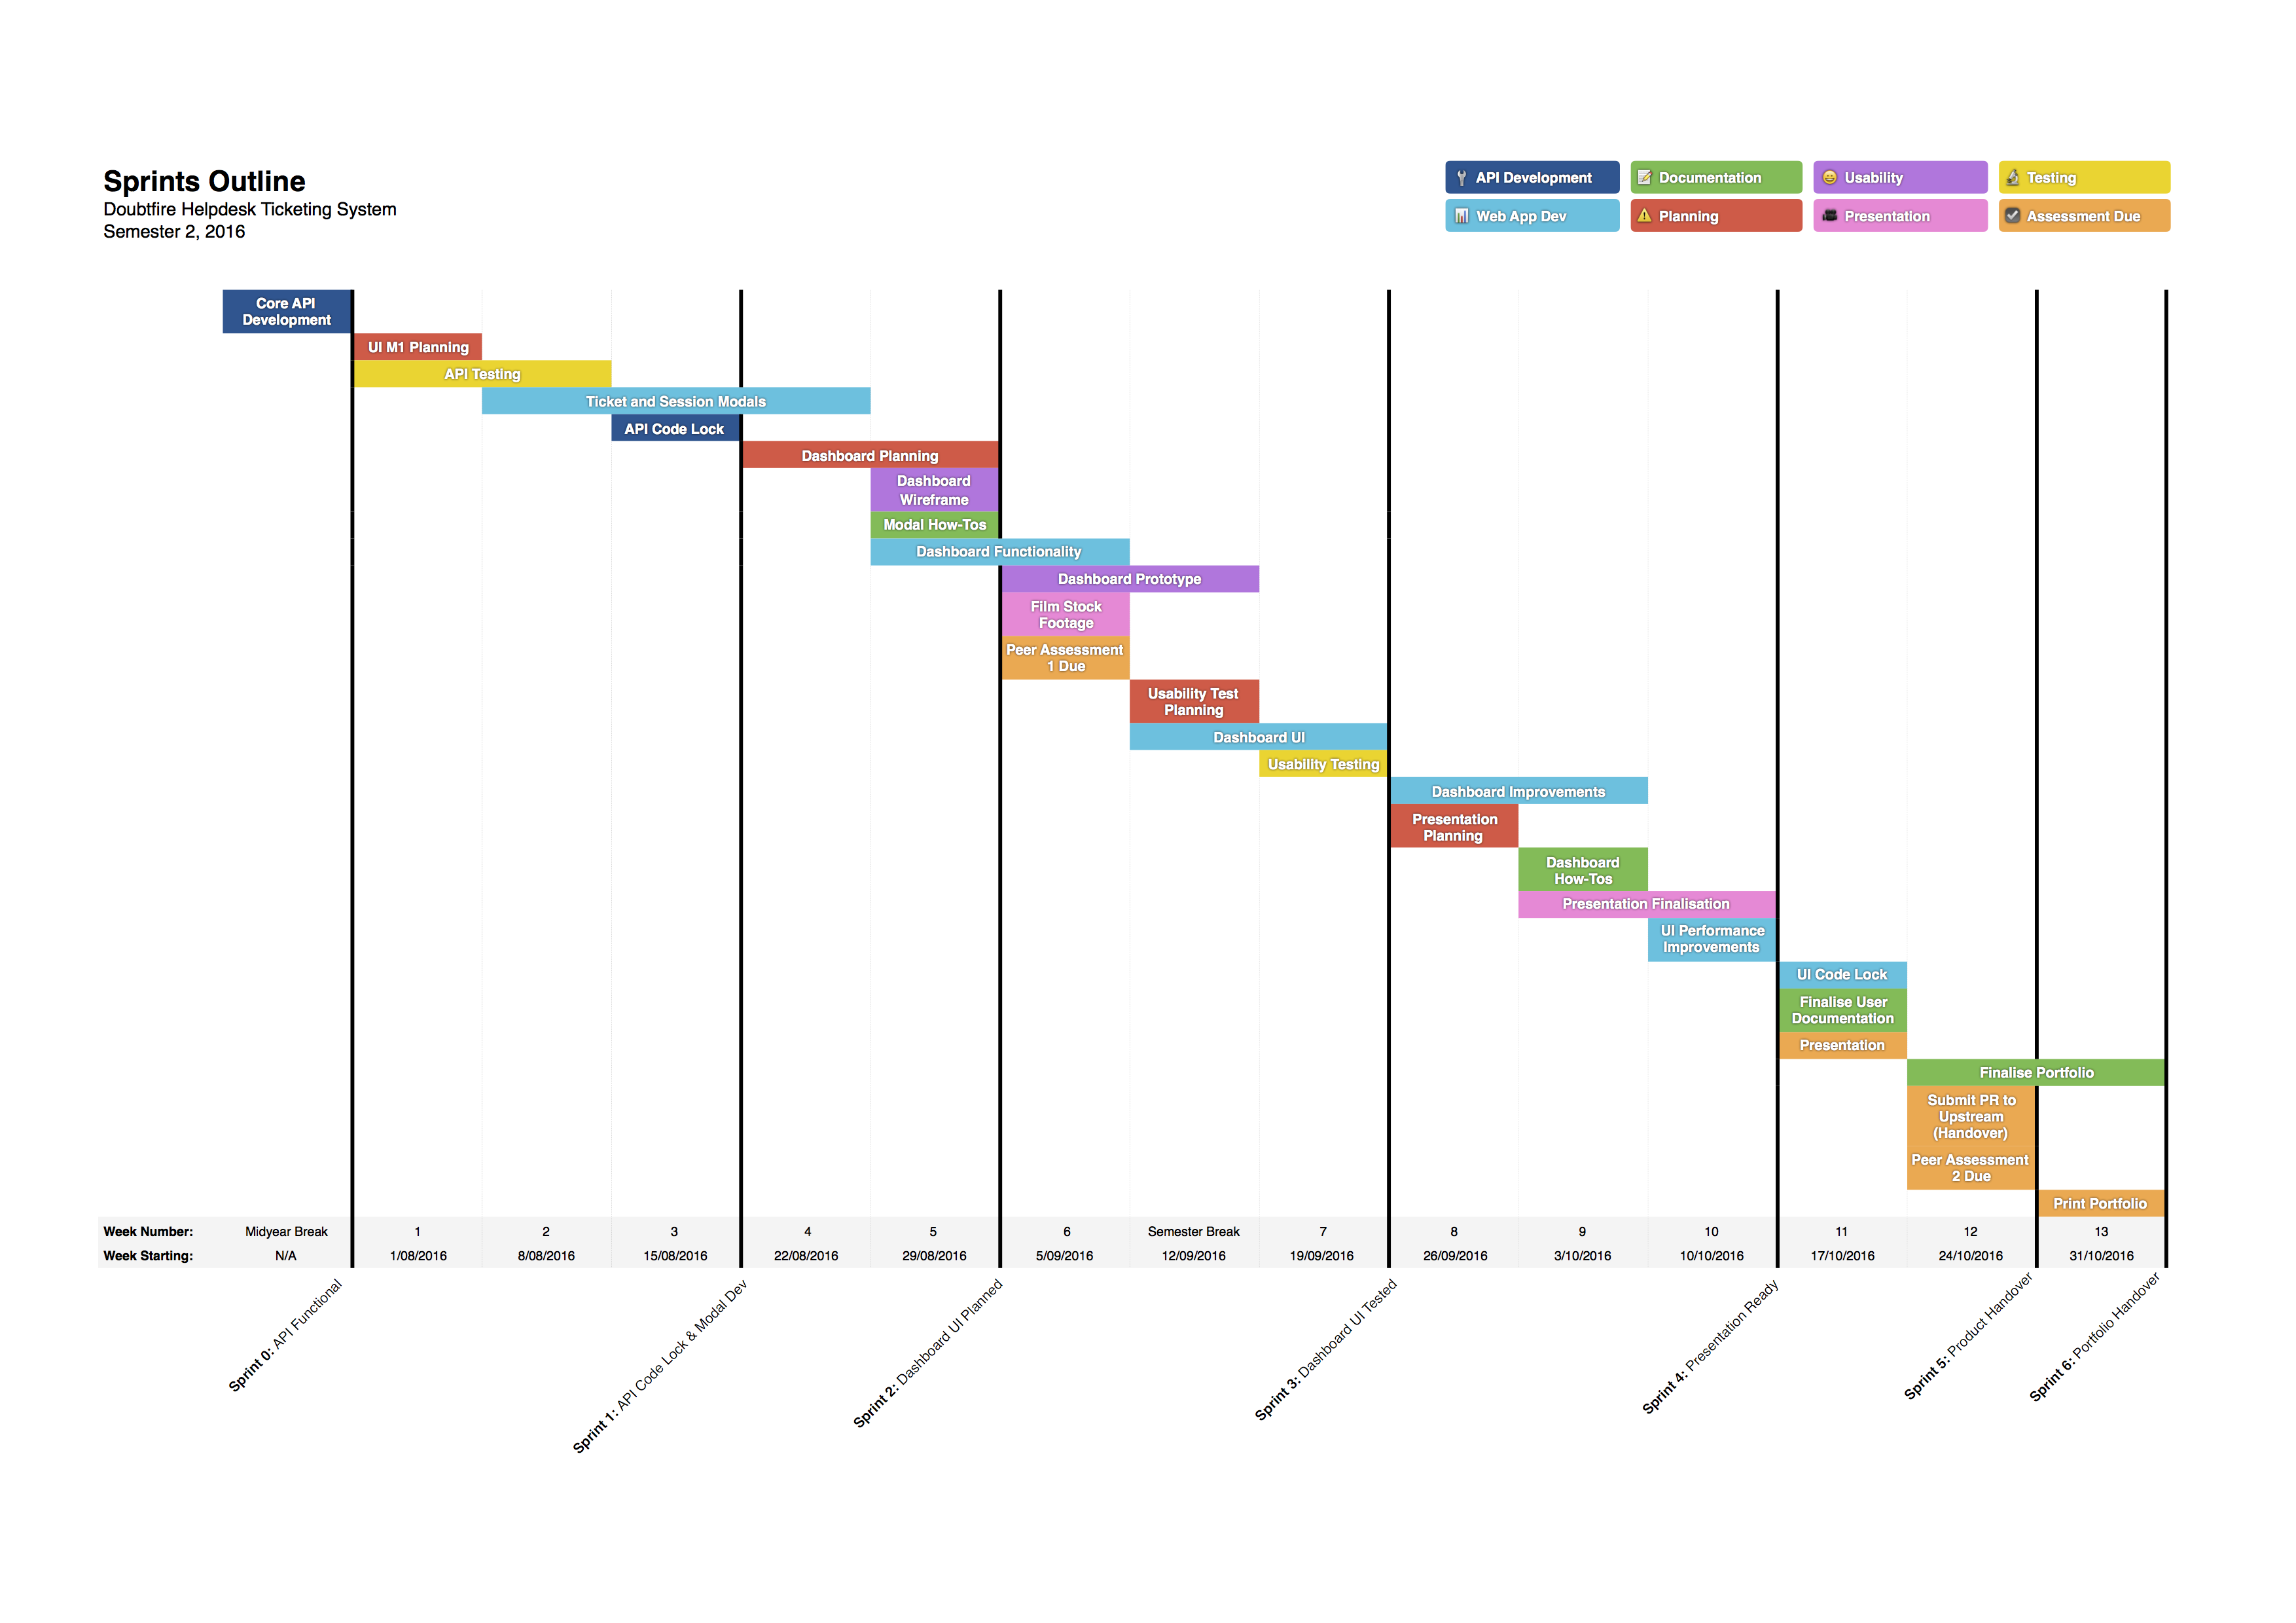 Sprints Outline
Doubtfire Helpdesk Ticketing System
Semester 2, 2016
API Development
Documentation
Usability
Testing
Web App Dev
Planning
Presentation
Assessment Due
Core API
Development
UI M1 Planning
API Testing
Ticket and Session Modals
API Code Lock
Dashboard Planning
Dashboard
Wireframe
Modal How-Tos
Dashboard Functionality
Dashboard Prototype
Film Stock
Footage
Peer Assessment
1 Due
Usability Test
Planning
Dashboard UI
Usability Testing
Dashboard Improvements
Presentation
Planning
Dashboard
How-Tos
Presentation Finalisation
UI Performance
Improvements
UI Code Lock
Finalise User
Documentation
Presentation
Finalise Portfolio
Submit PR to
Upstream
(Handover)
Peer Assessment
2 Due
Print Portfolio
Week Number: Midyear Break 1 2 3 4 5 6 Semester Break 7 8 9 10 11 12 13
Week Starting: N/A 1/08/2016 8/08/2016 15/08/2016 22/08/2016 29/08/2016 5/09/2016 12/09/2016 19/09/2016 26/09/2016 3/10/2016 10/10/2016 17/10/2016 24/10/2016 31/10/2016
Sprint 0: API Functional
Sprint 1: API Code Lock & Modal Dev
Sprint 2: Dashboard UI Planned
Sprint 3: Dashboard UI Tested
Sprint 4: Presentation Ready
Sprint 5: Product Handover
Sprint 6: Portfolio Handover